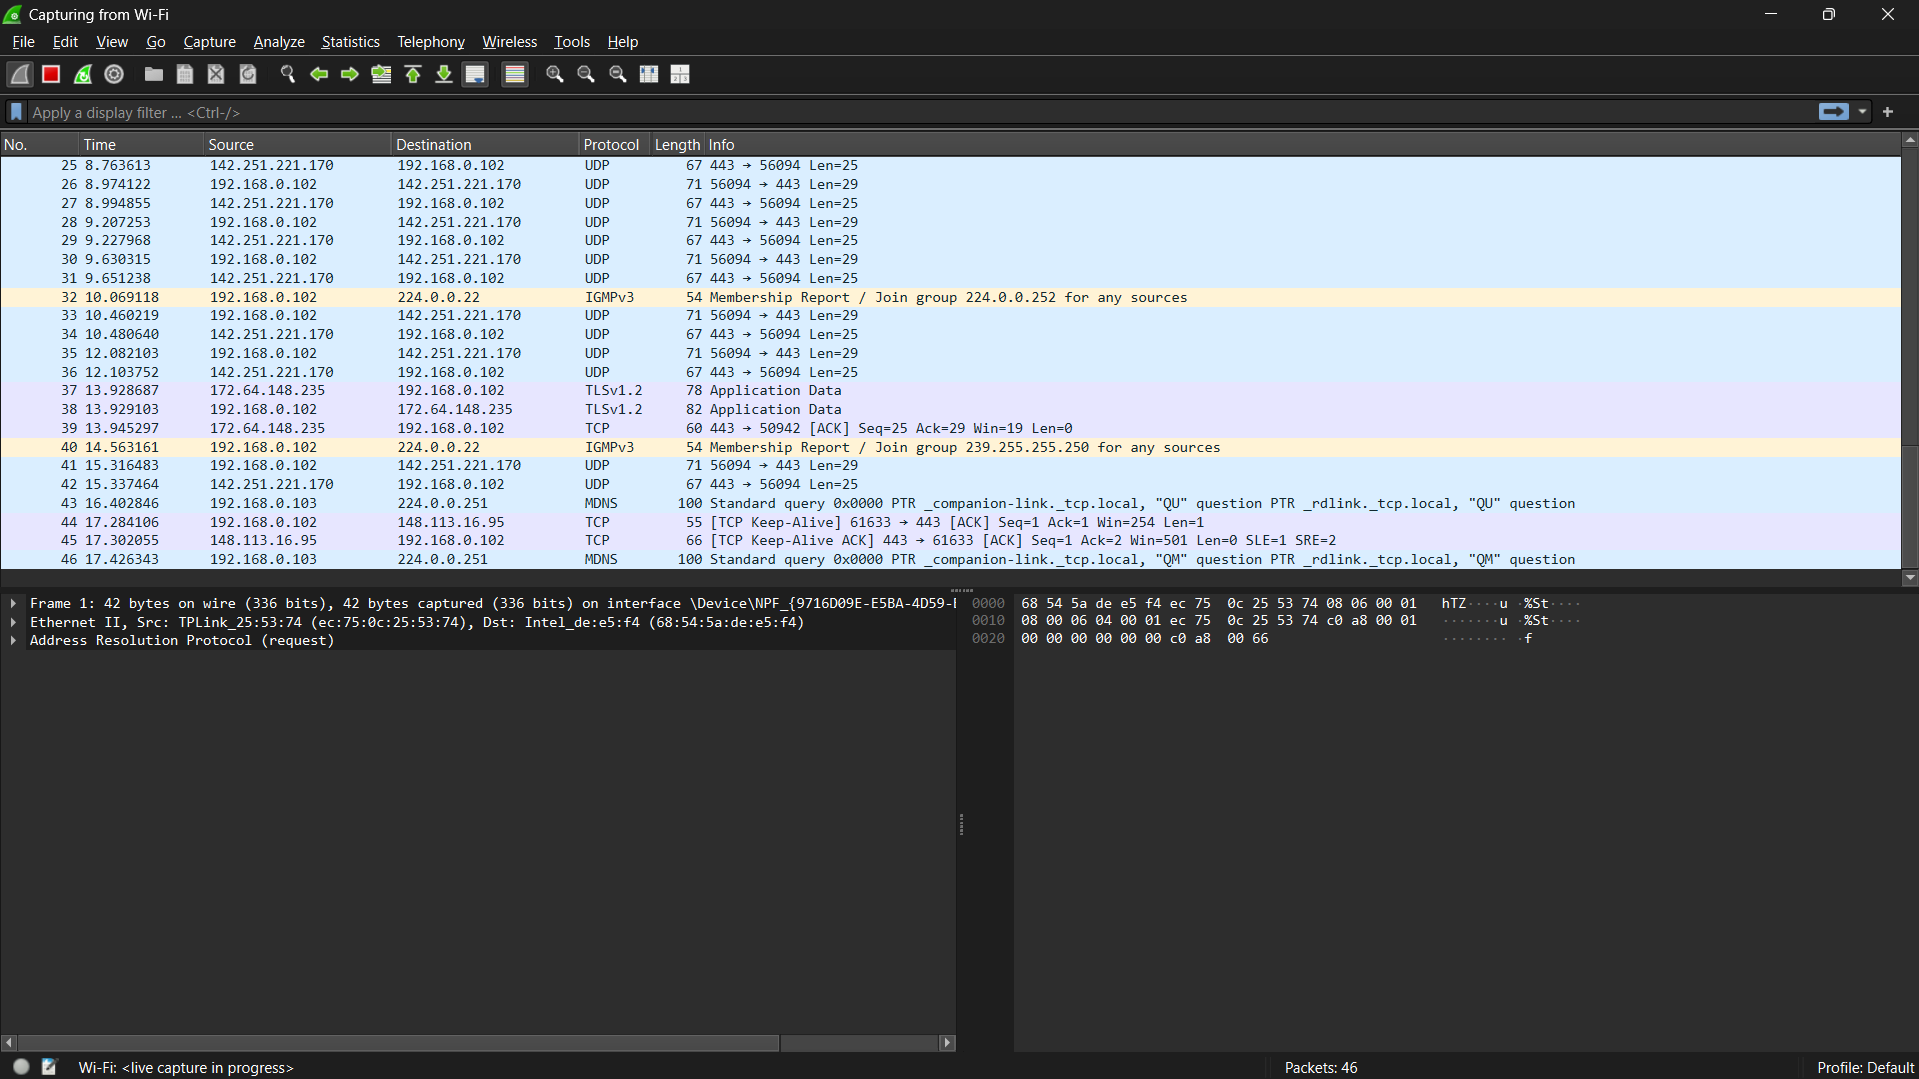 Capturing from Wi-Fi
File Edit View Go Capture Analyze Statistics Telephony Wireless Tools Help
Apply a display filter ... <Ctrl-/>
No. Time Source Destination Protocol Length Info
25 8.763613 142.251.221.170 192.168.0.102 UDP 67 443 → 56094 Len=25
26 8.974122 192.168.0.102 142.251.221.170 UDP 71 56094 → 443 Len=29
27 8.994855 142.251.221.170 192.168.0.102 UDP 67 443 → 56094 Len=25
28 9.207253 192.168.0.102 142.251.221.170 UDP 71 56094 → 443 Len=29
29 9.227968 142.251.221.170 192.168.0.102 UDP 67 443 → 56094 Len=25
30 9.630315 192.168.0.102 142.251.221.170 UDP 71 56094 → 443 Len=29
31 9.651238 142.251.221.170 192.168.0.102 UDP 67 443 → 56094 Len=25
32 10.069118 192.168.0.102 224.0.0.22 IGMPv3 54 Membership Report / Join group 224.0.0.252 for any sources
33 10.460219 192.168.0.102 142.251.221.170 UDP 71 56094 → 443 Len=29
34 10.480640 142.251.221.170 192.168.0.102 UDP 67 443 → 56094 Len=25
35 12.082103 192.168.0.102 142.251.221.170 UDP 71 56094 → 443 Len=29
36 12.103752 142.251.221.170 192.168.0.102 UDP 67 443 → 56094 Len=25
37 13.928687 172.64.148.235 192.168.0.102 TLSv1.2 78 Application Data
38 13.929103 192.168.0.102 172.64.148.235 TLSv1.2 82 Application Data
39 13.945297 172.64.148.235 192.168.0.102 TCP 60 443 → 50942 [ACK] Seq=25 Ack=29 Win=19 Len=0
40 14.563161 192.168.0.102 224.0.0.22 IGMPv3 54 Membership Report / Join group 239.255.255.250 for any sources
41 15.316483 192.168.0.102 142.251.221.170 UDP 71 56094 → 443 Len=29
42 15.337464 142.251.221.170 192.168.0.102 UDP 67 443 → 56094 Len=25
43 16.402846 192.168.0.103 224.0.0.251 MDNS 100 Standard query 0x0000 PTR _companion-link._tcp.local, "QU" question PTR _rdlink._tcp.local, "QU" question
44 17.284106 192.168.0.102 148.113.16.95 TCP 55 [TCP Keep-Alive] 61633 → 443 [ACK] Seq=1 Ack=1 Win=254 Len=1
45 17.302055 148.113.16.95 192.168.0.102 TCP 66 [TCP Keep-Alive ACK] 443 → 61633 [ACK] Seq=1 Ack=2 Win=501 Len=0 SLE=1 SRE=2
46 17.426343 192.168.0.103 224.0.0.251 MDNS 100 Standard query 0x0000 PTR _companion-link._tcp.local, "QM" question PTR _rdlink._tcp.local, "QM" question
Frame 1: 42 bytes on wire (336 bits), 42 bytes captured (336 bits) on interface \Device\NPF_{9716D09E-E5BA-4D59-
Ethernet II, Src: TPLink_25:53:74 (ec:75:0c:25:53:74), Dst: Intel_de:e5:f4 (68:54:5a:de:e5:f4)
Address Resolution Protocol (request)
0000 68 54 5a de e5 f4 ec 75 0c 25 53 74 08 06 00 01 hTZ····u ·%St····
0010 08 00 06 04 00 01 ec 75 0c 25 53 74 c0 a8 00 01 ·······u ·%St····
0020 00 00 00 00 00 00 c0 a8 00 66 ········ ·f
Wi-Fi: <live capture in progress>
Packets: 46
Profile: Default